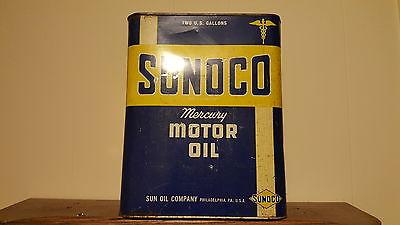 TWO U.S. GALLONS
SUNOCO
Mercury
MOTOR
OIL
SUN OIL COMPANY PHILADELPHIA, PA. U.S.A.
SUNOCO